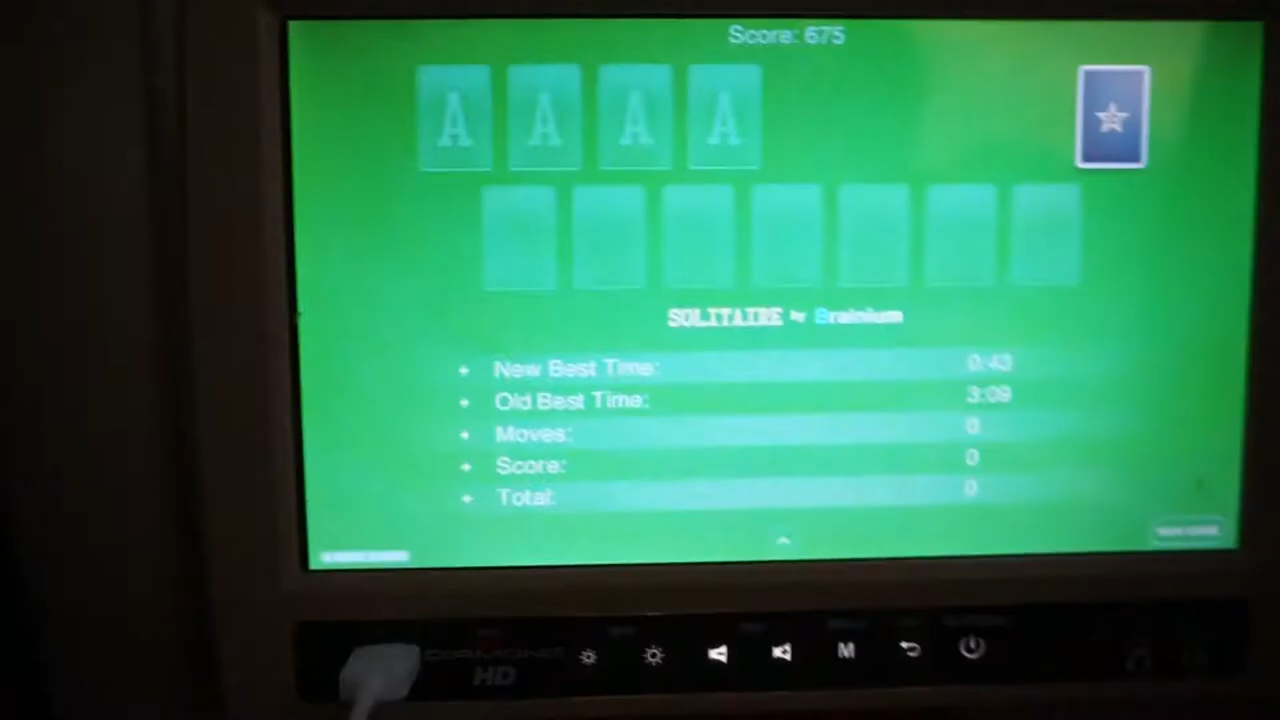 Score: 675
A A A A
SOLITAIRE by Brainium
New Best Time: 0:43
Old Best Time: 3:09
Moves: 0
Score: 0
Total: 0
DIAMOND
HD
M